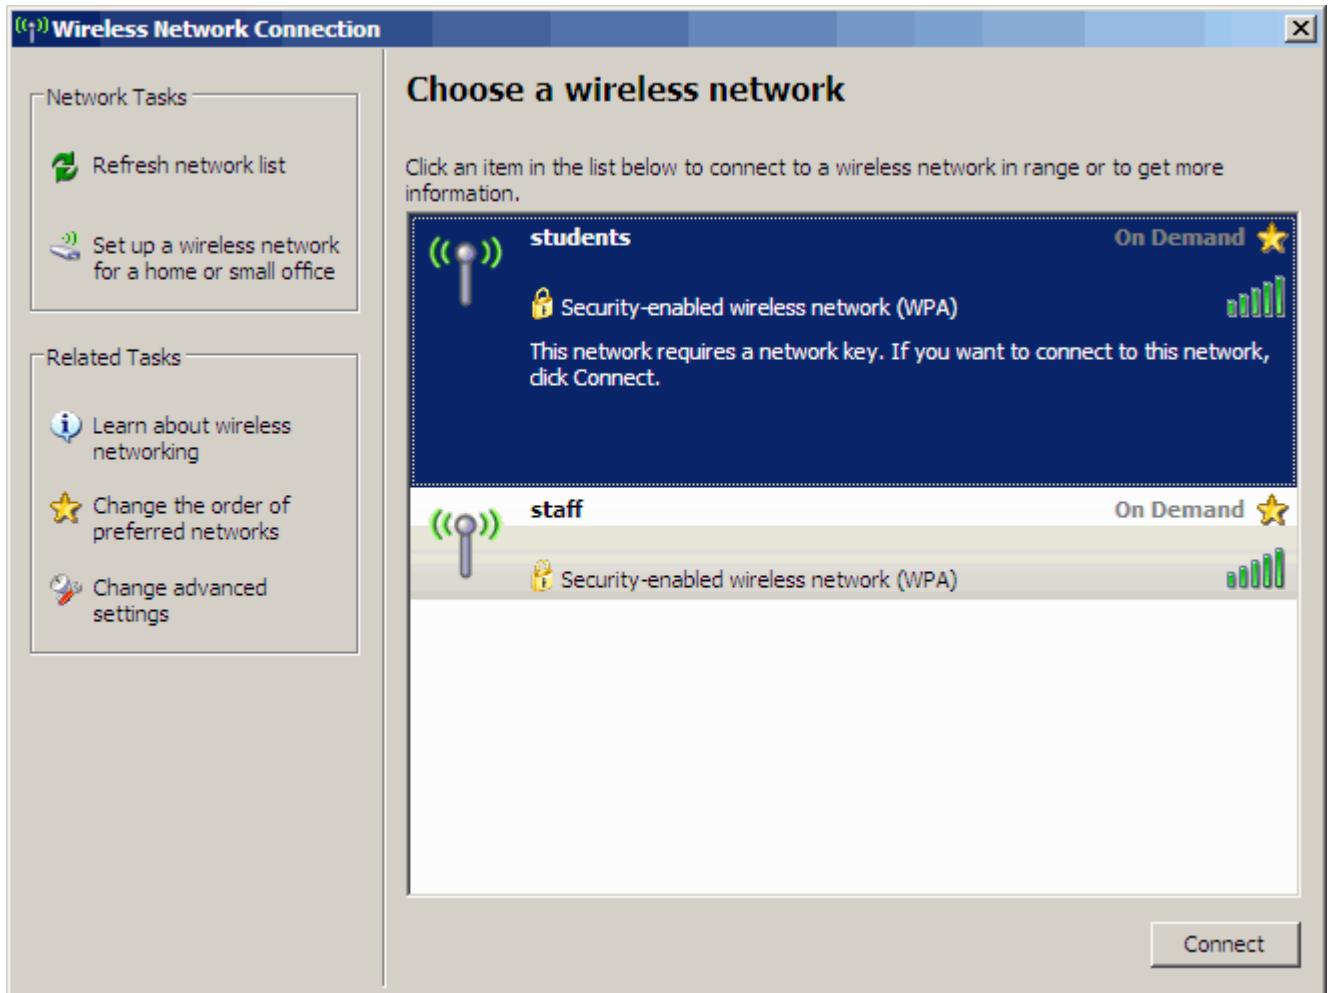 Wireless Network Connection
Network Tasks
Refresh network list
Set up a wireless network
for a home or small office
Related Tasks
Learn about wireless
networking
Change the order of
preferred networks
Change advanced
settings
Choose a wireless network
Click an item in the list below to connect to a wireless network in range or to get more
information.
students On Demand
Security-enabled wireless network (WPA)
This network requires a network key. If you want to connect to this network,
click Connect.
staff On Demand
Security-enabled wireless network (WPA)
Connect